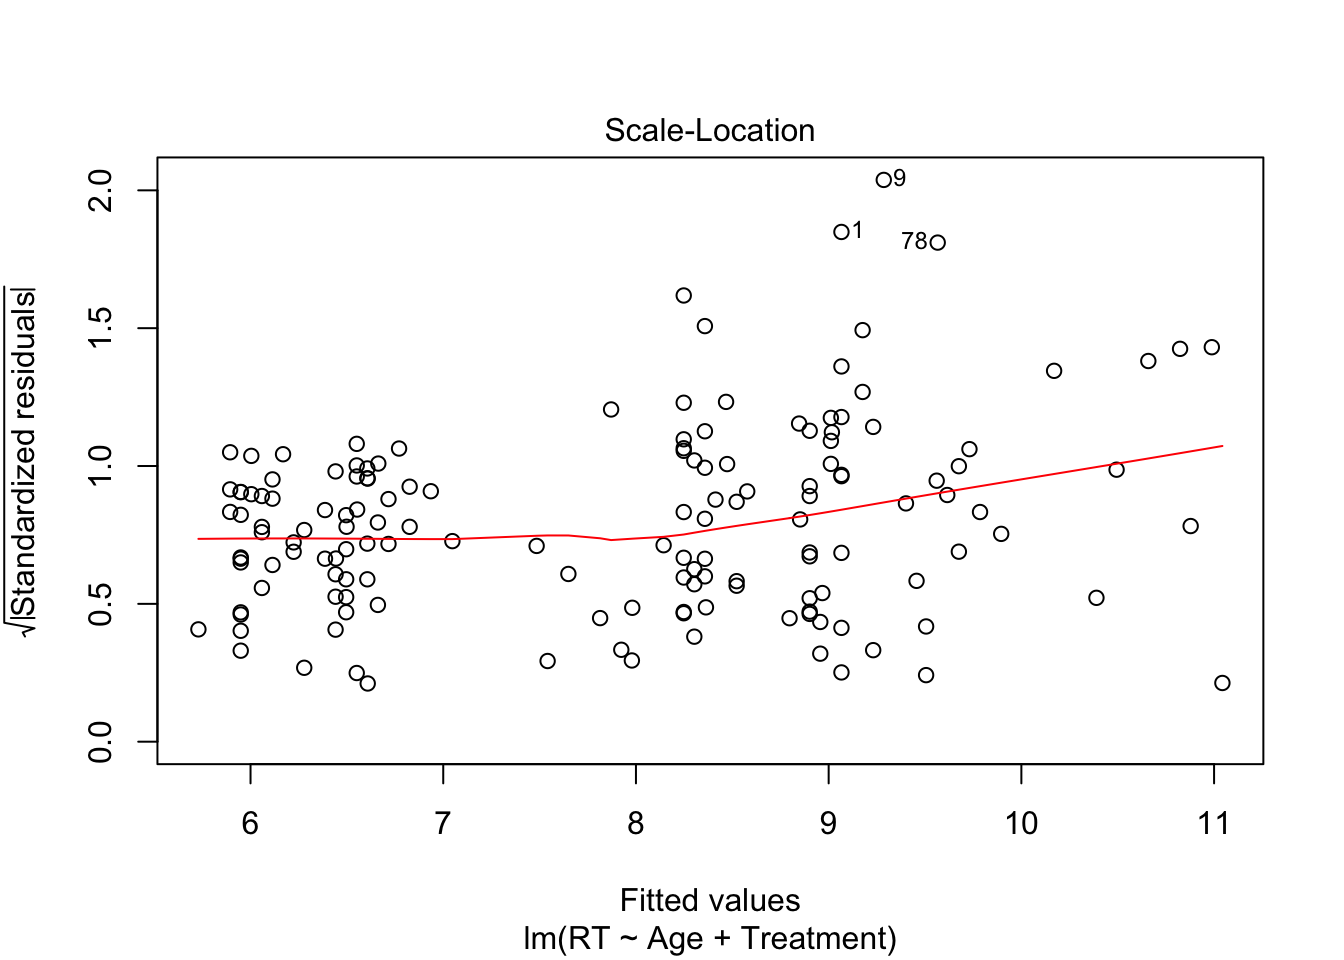 Scale-Location
√|Standardized residuals|
2.0
1.5
1.0
0.5
0.0
9
1
78
6 7 8 9 10 11
Fitted values
lm(RT ~ Age + Treatment)